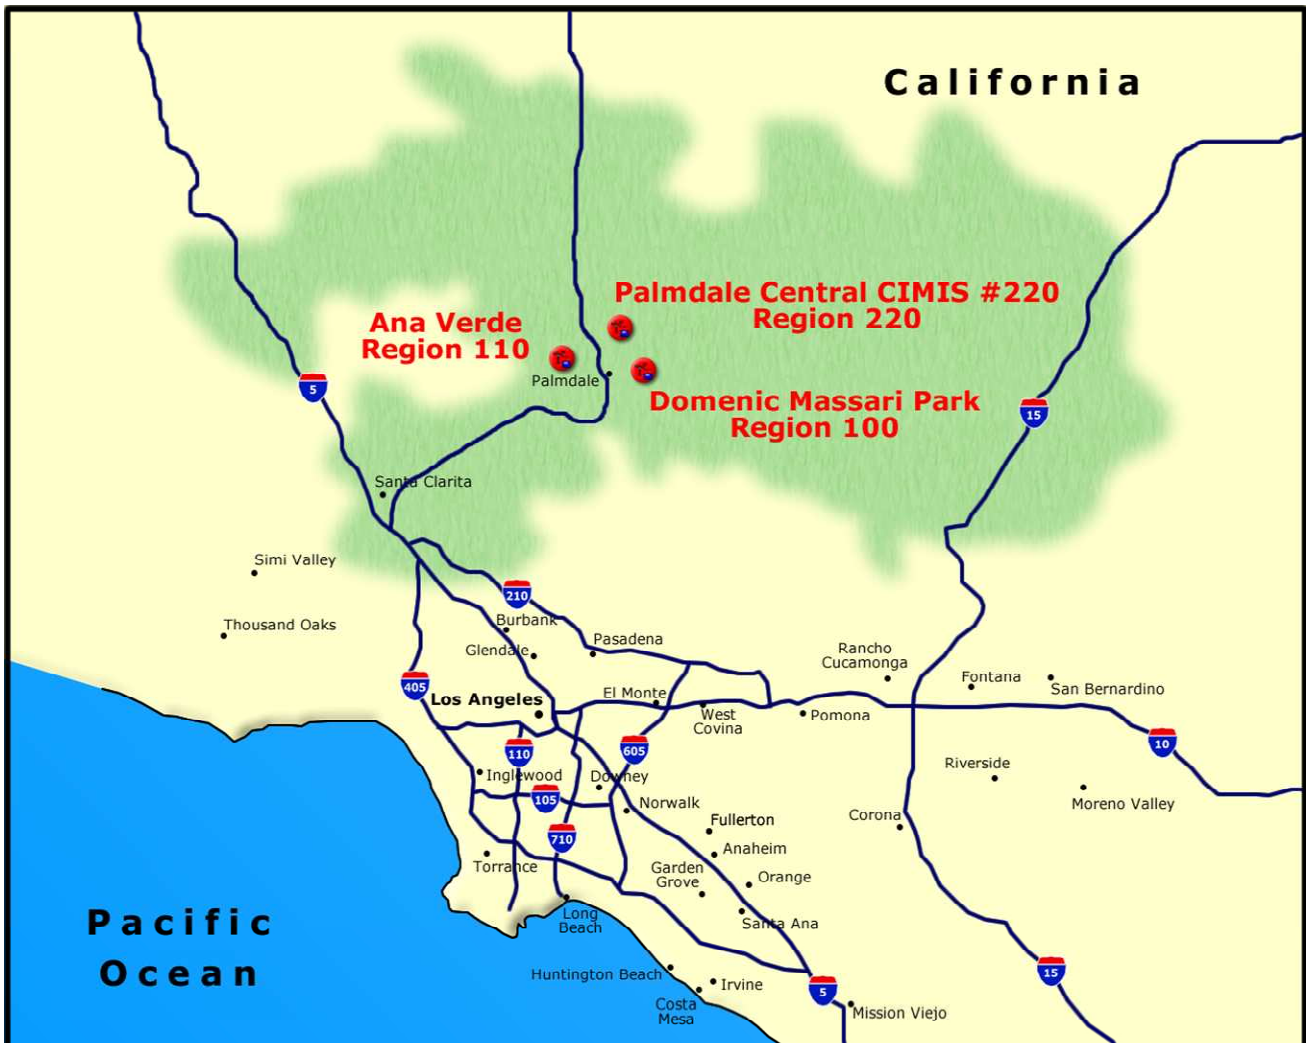 California
Palmdale Central CIMIS #220
Region 220
Ana Verde
Region 110
Palmdale
Domenic Massari Park
Region 100
5
15
Santa Clarita
Simi Valley
210
Thousand Oaks
Burbank
Glendale
Pasadena
Rancho
Cucamonga
405
Los Angeles
El Monte
West
Covina
Pomona
Fontana
San Bernardino
110
605
10
Inglewood
Downey
Riverside
105
Norwalk
Moreno Valley
710
Fullerton
Corona
Anaheim
Torrance
Garden
Grove
Orange
Long
Beach
Santa Ana
Pacific
Ocean
Huntington Beach
Irvine
Costa
Mesa
5
15
Mission Viejo